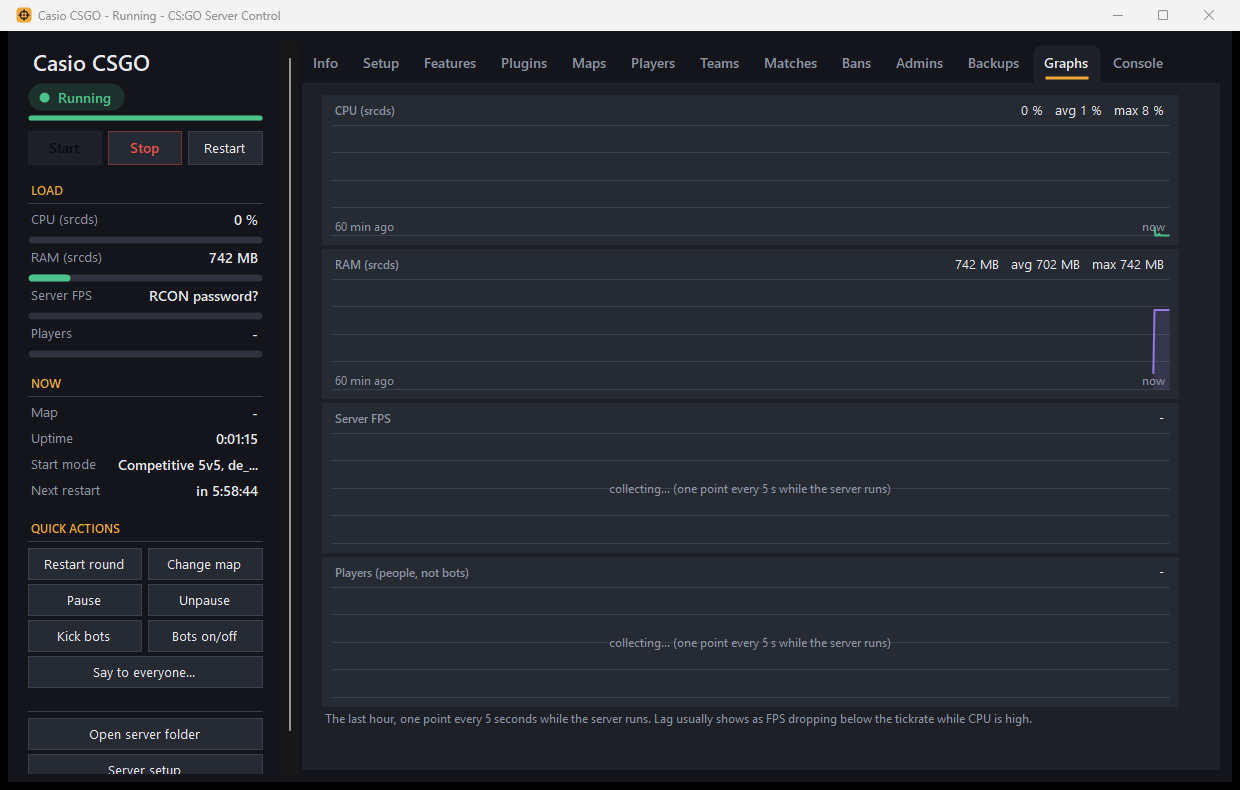 Casio CSGO - Running - CS:GO Server Control
Casio CSGO
Running
Start Stop Restart
LOAD
CPU (srcds) 0 %
RAM (srcds) 742 MB
Server FPS RCON password?
Players -
NOW
Map -
Uptime 0:01:15
Start mode Competitive 5v5, de_...
Next restart in 5:58:44
QUICK ACTIONS
Restart round Change map
Pause Unpause
Kick bots Bots on/off
Say to everyone...
Open server folder
Server setup
Info Setup Features Plugins Maps Players Teams Matches Bans Admins Backups Graphs Console
CPU (srcds) 0 % avg 1 % max 8 %
60 min ago now
RAM (srcds) 742 MB avg 702 MB max 742 MB
60 min ago now
Server FPS -
collecting... (one point every 5 s while the server runs)
Players (people, not bots) -
collecting... (one point every 5 s while the server runs)
The last hour, one point every 5 seconds while the server runs. Lag usually shows as FPS dropping below the tickrate while CPU is high.